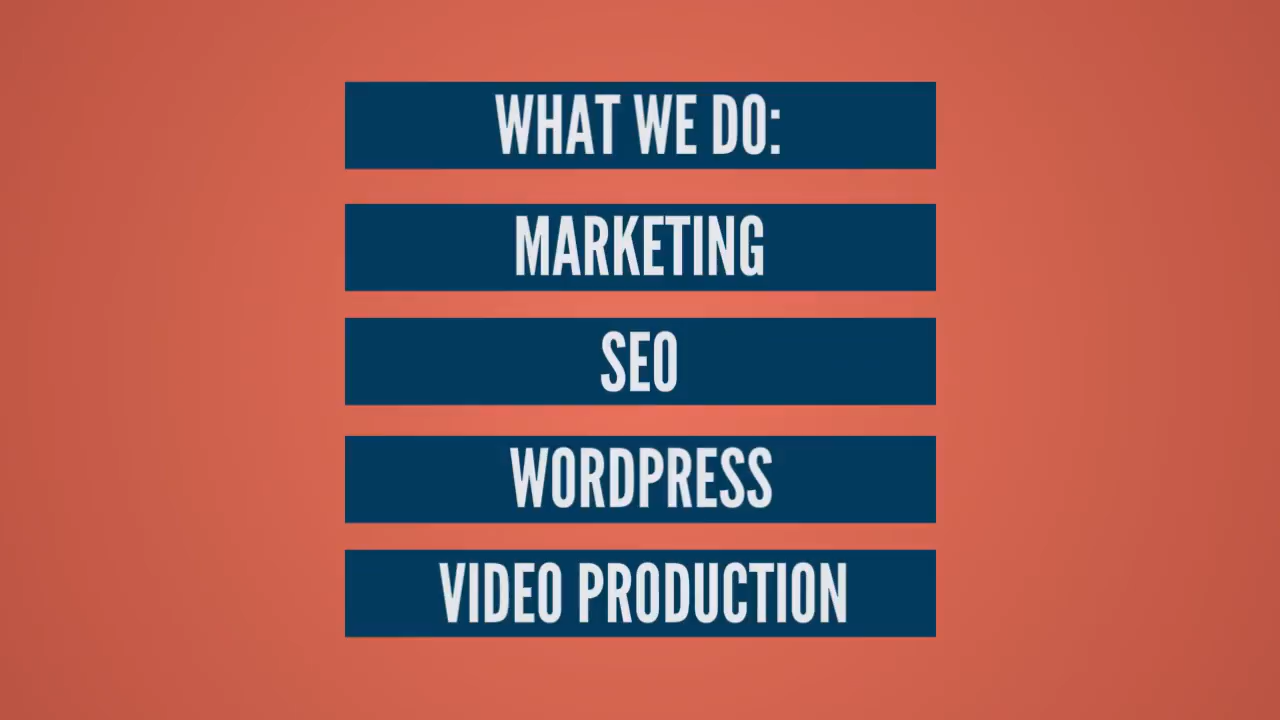 WHAT WE DO:
MARKETING
SEO
WORDPRESS
VIDEO PRODUCTION